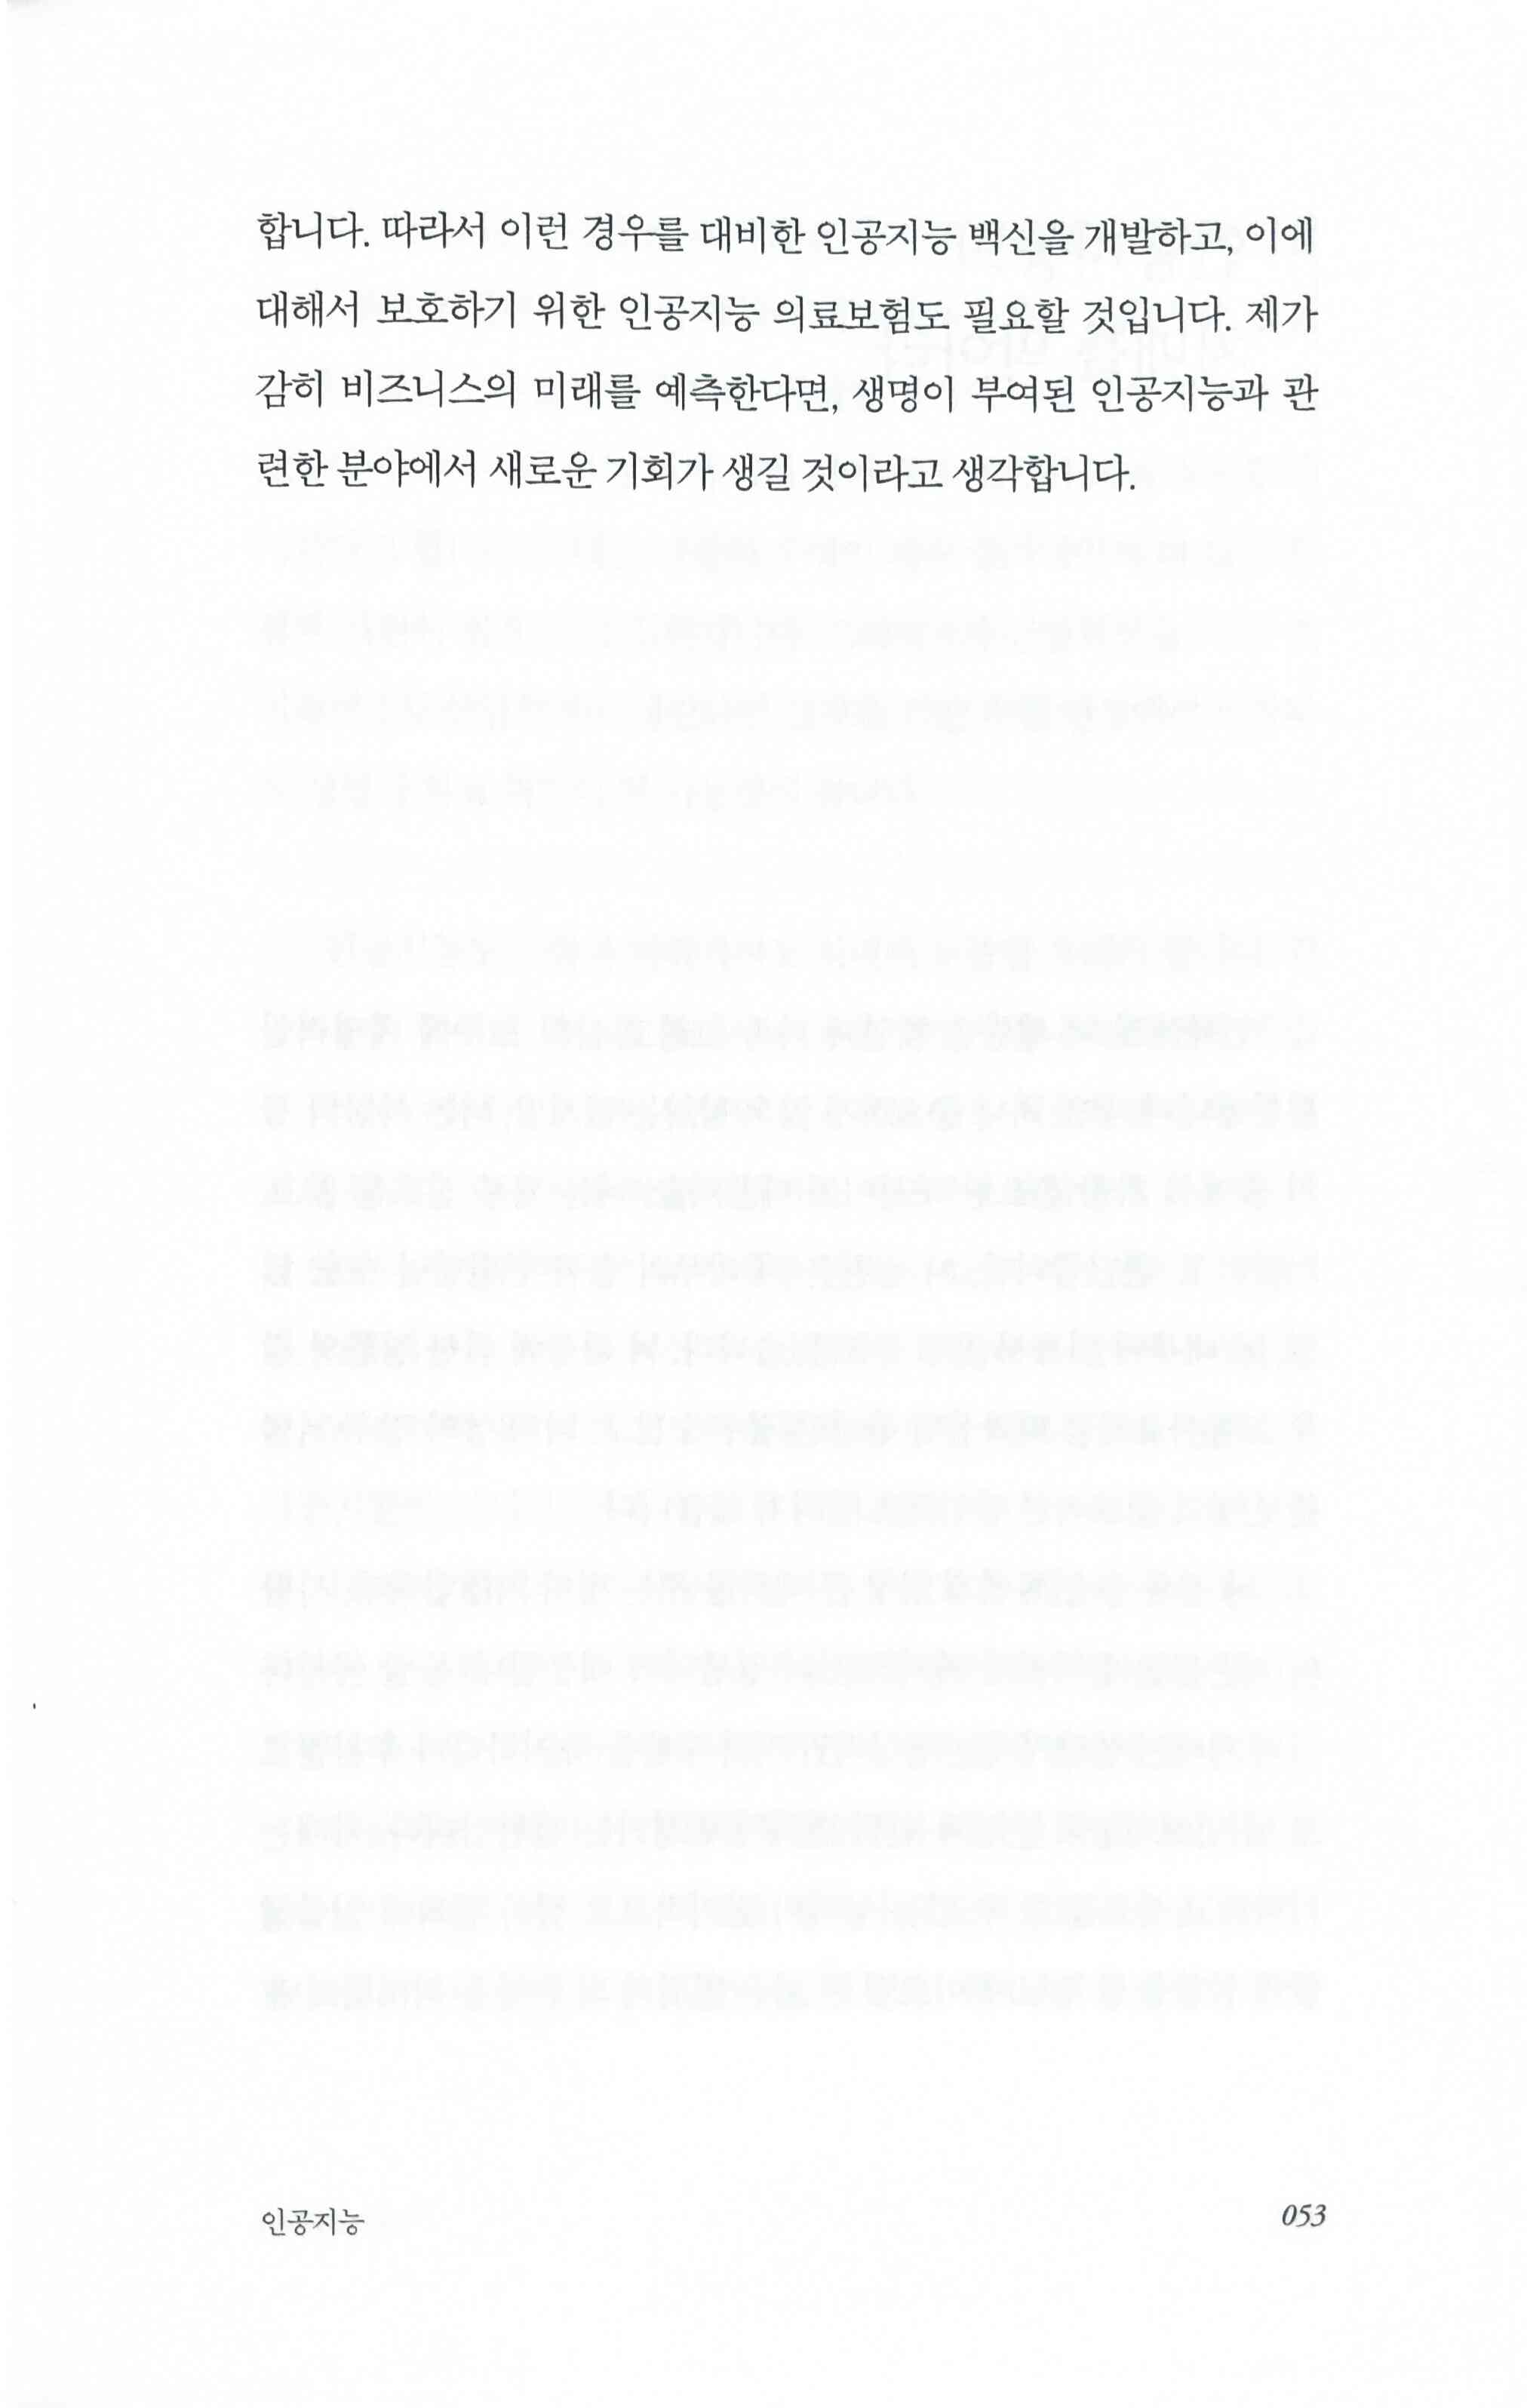 합니다. 따라서 이런 경우를 대비한 인공지능 백신을 개발하고, 이에
대해서 보호하기 위한 인공지능 의료보험도 필요할 것입니다. 제가
감히 비즈니스의 미래를 예측한다면, 생명이 부여된 인공지능과 관
련한 분야에서 새로운 기회가 생길 것이라고 생각합니다.
인공지능
053